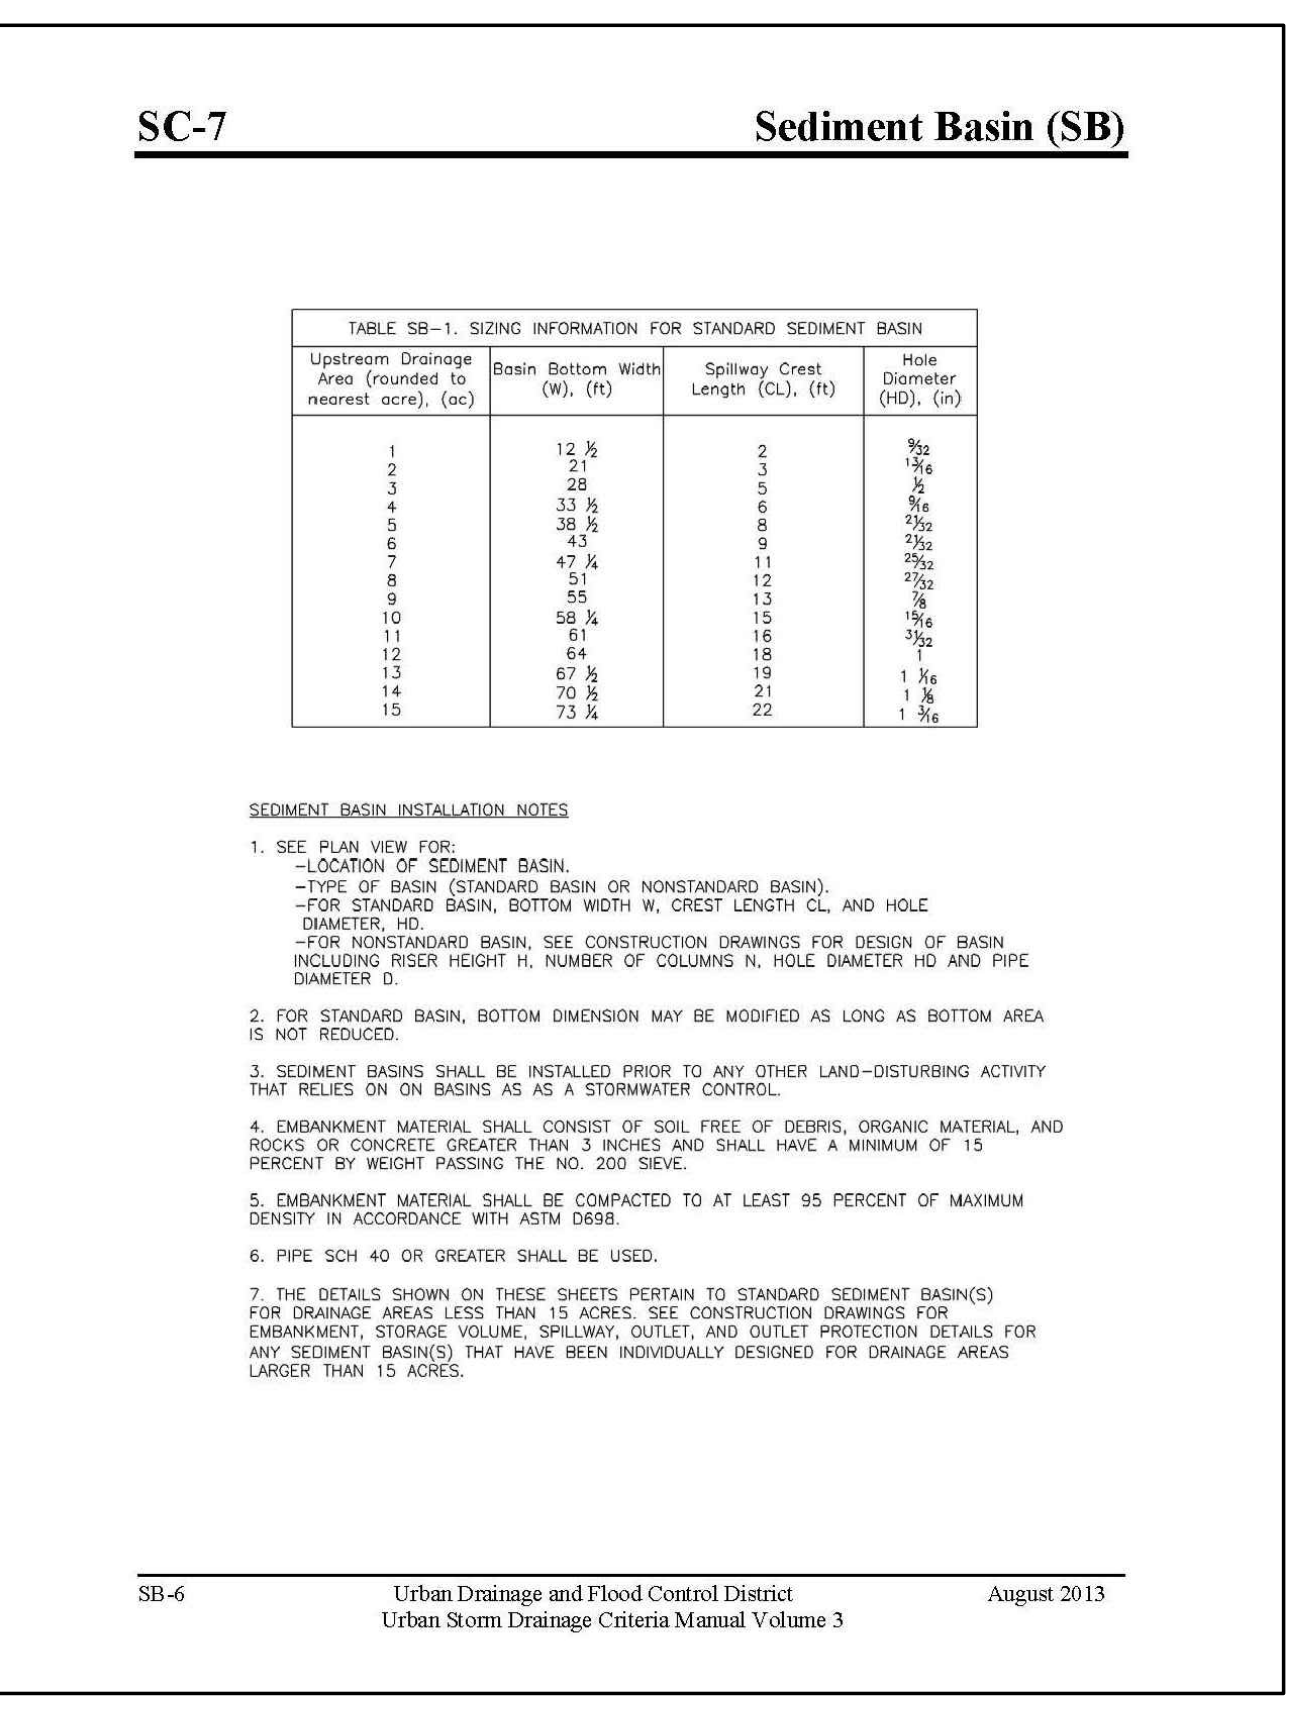 SC-7 Sediment Basin (SB)
TABLE SB-1. SIZING INFORMATION FOR STANDARD SEDIMENT BASIN
Upstream Drainage Area (rounded to nearest acre), (ac) Basin Bottom Width (W), (ft) Spillway Crest Length (CL), (ft) Hole Diameter (HD), (in)
1 12 ½ 2 9/32
2 21 3 13/16
3 28 5 ½
4 33 ½ 6 9/16
5 38 ½ 8 21/32
6 43 9 21/32
7 47 ¼ 11 25/32
8 51 12 27/32
9 55 13 7/8
10 58 ¼ 15 15/16
11 61 16 31/32
12 64 18 1
13 67 ½ 19 1 1/16
14 70 ½ 21 1 1/8
15 73 ¼ 22 1 3/16
SEDIMENT BASIN INSTALLATION NOTES
1. SEE PLAN VIEW FOR:
-LOCATION OF SEDIMENT BASIN.
-TYPE OF BASIN (STANDARD BASIN OR NONSTANDARD BASIN).
-FOR STANDARD BASIN, BOTTOM WIDTH W, CREST LENGTH CL, AND HOLE
DIAMETER, HD.
-FOR NONSTANDARD BASIN, SEE CONSTRUCTION DRAWINGS FOR DESIGN OF BASIN
INCLUDING RISER HEIGHT H, NUMBER OF COLUMNS N, HOLE DIAMETER HD AND PIPE
DIAMETER D.
2. FOR STANDARD BASIN, BOTTOM DIMENSION MAY BE MODIFIED AS LONG AS BOTTOM AREA
IS NOT REDUCED.
3. SEDIMENT BASINS SHALL BE INSTALLED PRIOR TO ANY OTHER LAND-DISTURBING ACTIVITY
THAT RELIES ON ON BASINS AS AS A STORMWATER CONTROL.
4. EMBANKMENT MATERIAL SHALL CONSIST OF SOIL FREE OF DEBRIS, ORGANIC MATERIAL, AND
ROCKS OR CONCRETE GREATER THAN 3 INCHES AND SHALL HAVE A MINIMUM OF 15
PERCENT BY WEIGHT PASSING THE NO. 200 SIEVE.
5. EMBANKMENT MATERIAL SHALL BE COMPACTED TO AT LEAST 95 PERCENT OF MAXIMUM
DENSITY IN ACCORDANCE WITH ASTM D698.
6. PIPE SCH 40 OR GREATER SHALL BE USED.
7. THE DETAILS SHOWN ON THESE SHEETS PERTAIN TO STANDARD SEDIMENT BASIN(S)
FOR DRAINAGE AREAS LESS THAN 15 ACRES. SEE CONSTRUCTION DRAWINGS FOR
EMBANKMENT, STORAGE VOLUME, SPILLWAY, OUTLET, AND OUTLET PROTECTION DETAILS FOR
ANY SEDIMENT BASIN(S) THAT HAVE BEEN INDIVIDUALLY DESIGNED FOR DRAINAGE AREAS
LARGER THAN 15 ACRES.
SB-6 Urban Drainage and Flood Control District August 2013
Urban Storm Drainage Criteria Manual Volume 3